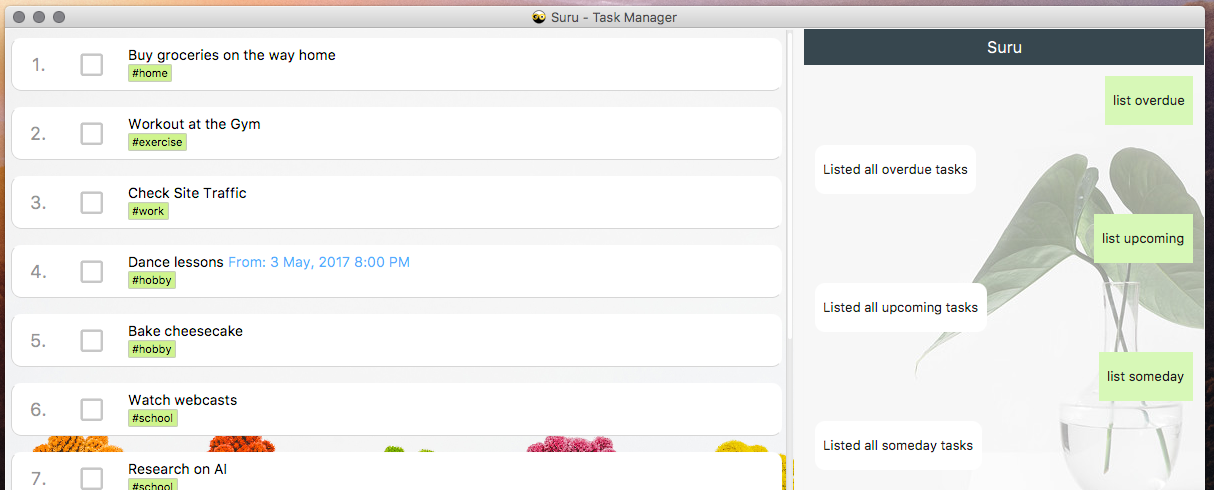 Suru - Task Manager
1.
Buy groceries on the way home
#home
2.
Workout at the Gym
#exercise
3.
Check Site Traffic
#work
4.
Dance lessons From: 3 May, 2017 8:00 PM
#hobby
5.
Bake cheesecake
#hobby
6.
Watch webcasts
#school
7.
Research on AI
#school
Suru
list overdue
Listed all overdue tasks
list upcoming
Listed all upcoming tasks
list someday
Listed all someday tasks